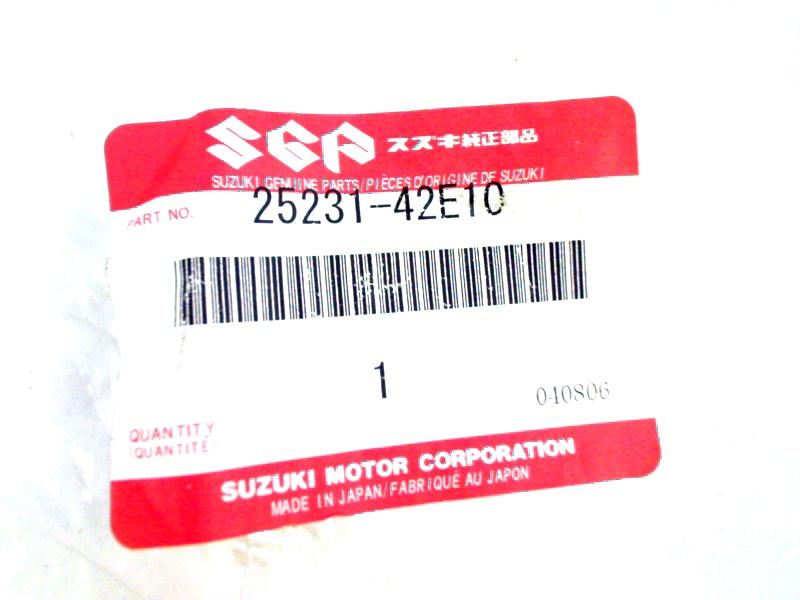 SGP スズキ純正部品
SUZUKI GENUINE PARTS/PIÈCES D'ORIGINE DE SUZUKI
PART NO. 25231-42E10
1
040806
QUANTITY
(QUANTITÉ)
SUZUKI MOTOR CORPORATION
MADE IN JAPAN/FABRIQUÉ AU JAPON